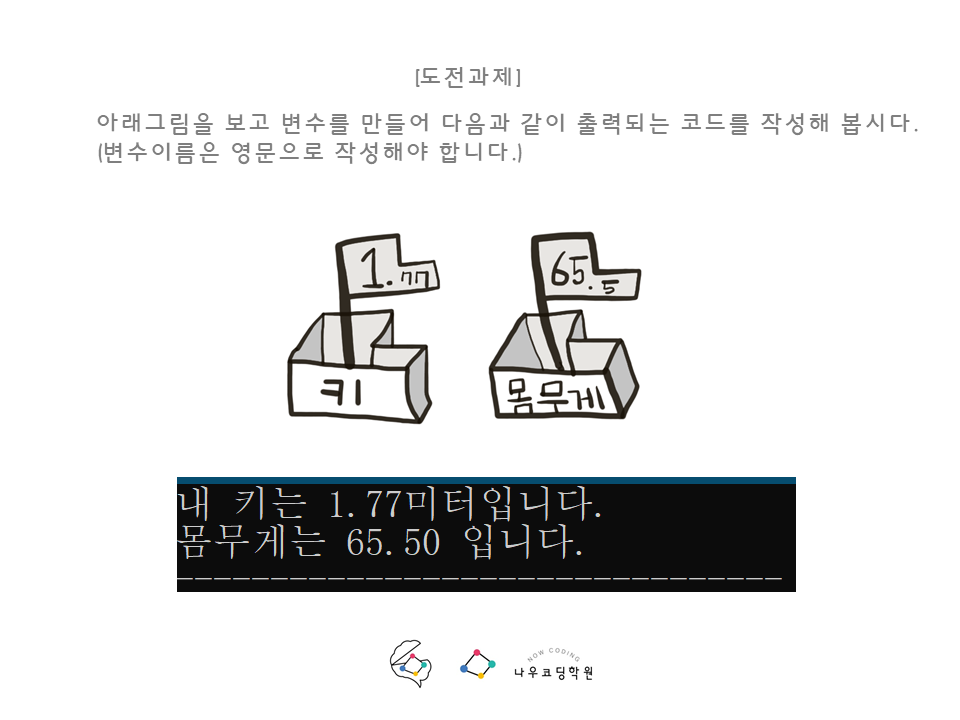 [도전과제]
아래그림을 보고 변수를 만들어 다음과 같이 출력되는 코드를 작성해 봅시다.
(변수이름은 영문으로 작성해야 합니다.)
1.77
65.5
키
몸무게
내 키는 1.77미터입니다.
몸무게는 65.50 입니다.
--------------------------------
NOW CODING
나우코딩학원